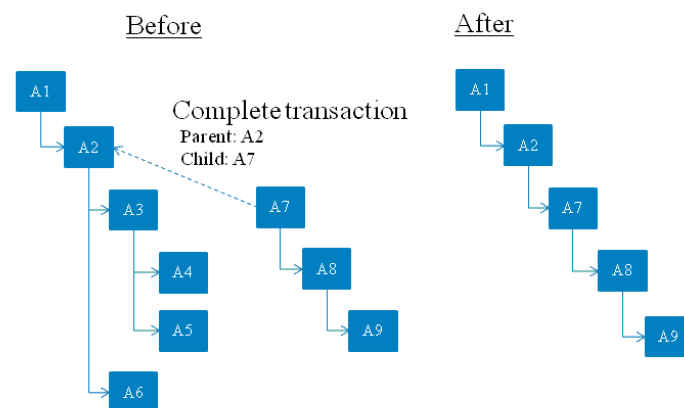 Before
After
A1
A2
Complete transaction
Parent: A2
Child: A7
A3
A4
A5
A6
A7
A8
A9
A1
A2
A7
A8
A9